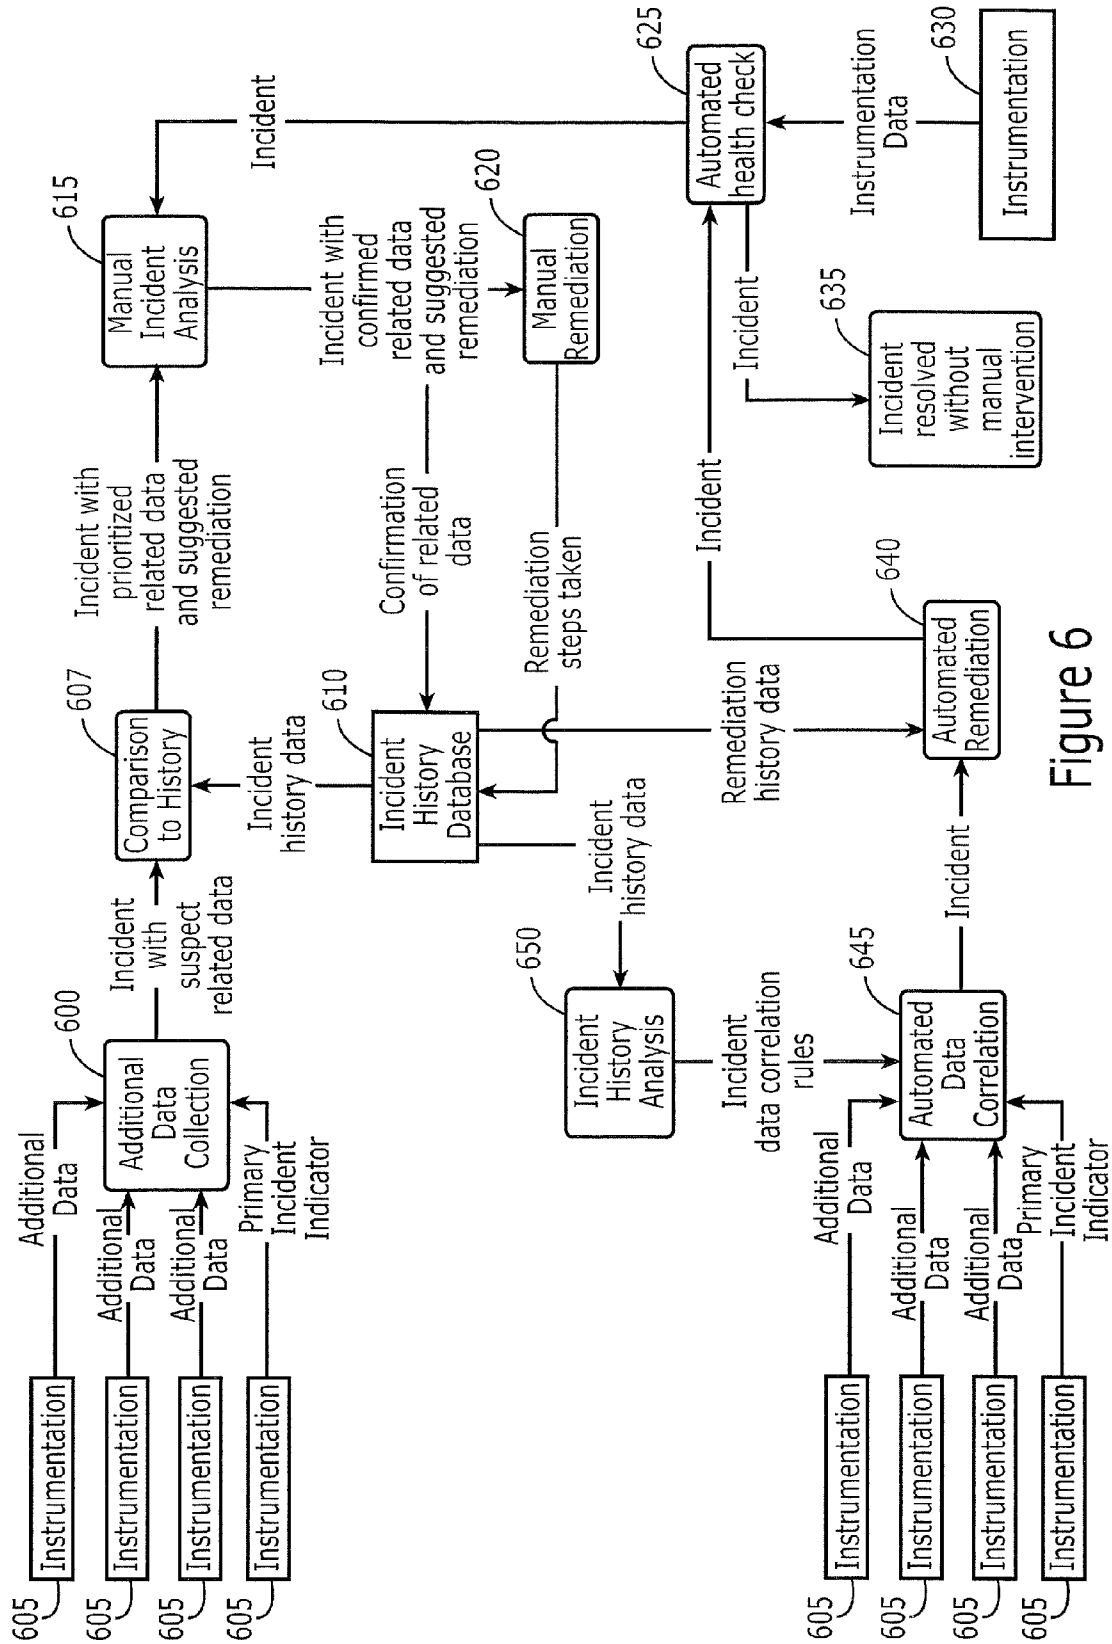 605
Instrumentation
605
Instrumentation
605
Instrumentation
605
Instrumentation
Additional
Data
Additional
Data
Additional
Data
Primary
Incident
Indicator
600
Additional
Data
Collection
Incident
with
suspect
related data
607
Comparison
to History
Incident with
prioritized
related data
and suggested
remediation
615
Manual
Incident
Analysis
Incident
Incident
history data
610
Incident
History
Database
Confirmation
of related
data
Incident with
confirmed
related data
and suggested
remediation
620
Manual
Remediation
Remediation
steps taken
Incident
history data
650
Incident
History
Analysis
Incident
data correlation
rules
Remediation
history data
Incident
625
Automated
health check
Instrumentation
Data
630
Instrumentation
Incident
635
Incident
resolved
without
manual
intervention
640
Automated
Remediation
Incident
645
Automated
Data
Correlation
Additional
Data
Additional
Data
Additional
Data
Primary
Incident
Indicator
605
Instrumentation
605
Instrumentation
605
Instrumentation
605
Instrumentation
Figure 6